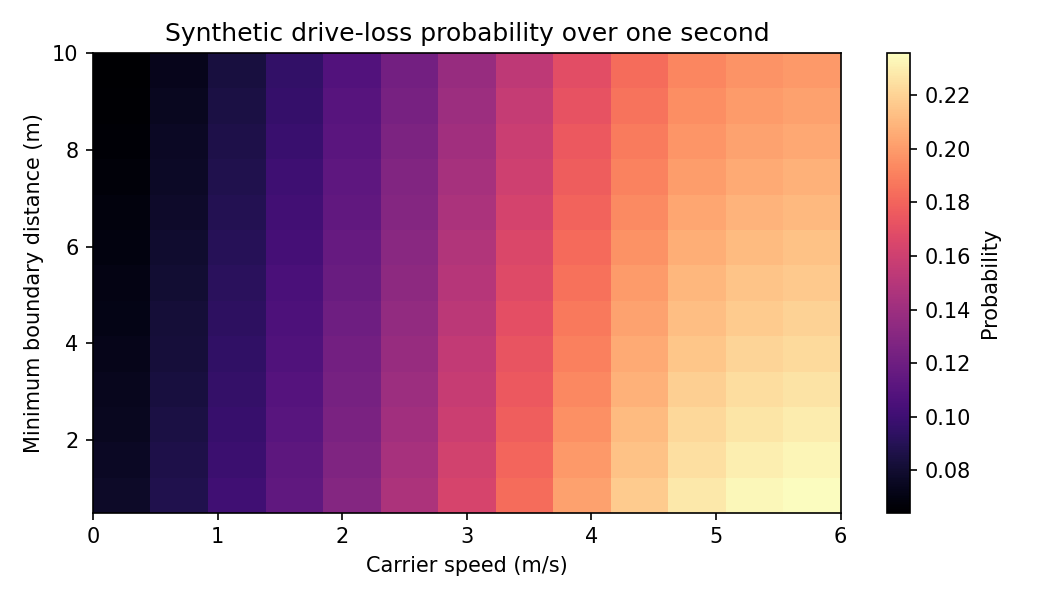 Synthetic drive-loss probability over one second
10
8
6
4
2
Minimum boundary distance (m)
0 1 2 3 4 5 6
Carrier speed (m/s)
0.22
0.20
0.18
0.16
0.14
0.12
0.10
0.08
Probability